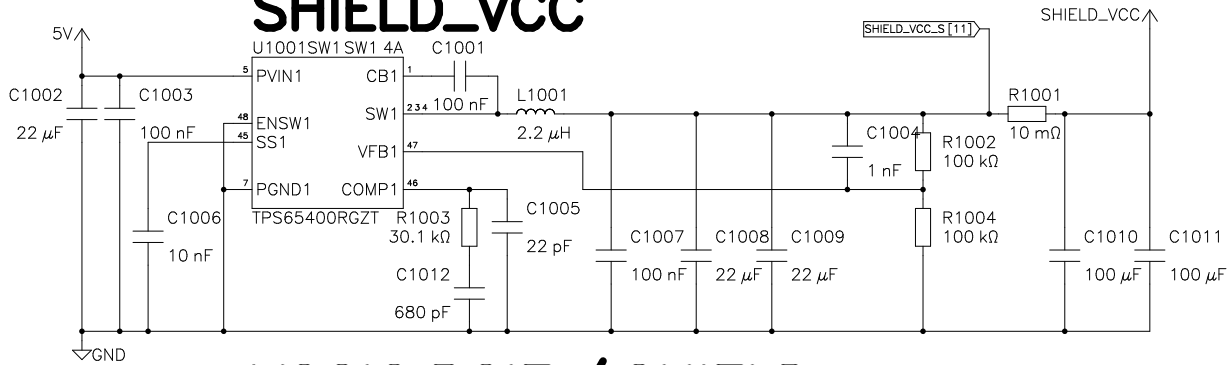 SHIELD_VCC
5V
SHIELD_VCC
SHIELD_VCC_S [11]
U1001SW1 SW1 4A
C1001
100 nF
5 PVIN1
CB1 1
48 ENSW1
SW1 234
45 SS1
VFB1 47
7 PGND1
COMP1 46
TPS65400RGZT
C1002
22 µF
C1003
100 nF
C1006
10 nF
L1001
2.2 µH
R1003
30.1 kΩ
C1005
22 pF
C1012
680 pF
C1004
1 nF
R1002
100 kΩ
R1004
100 kΩ
R1001
10 mΩ
C1007
100 nF
C1008
22 µF
C1009
22 µF
C1010
100 µF
C1011
100 µF
GND